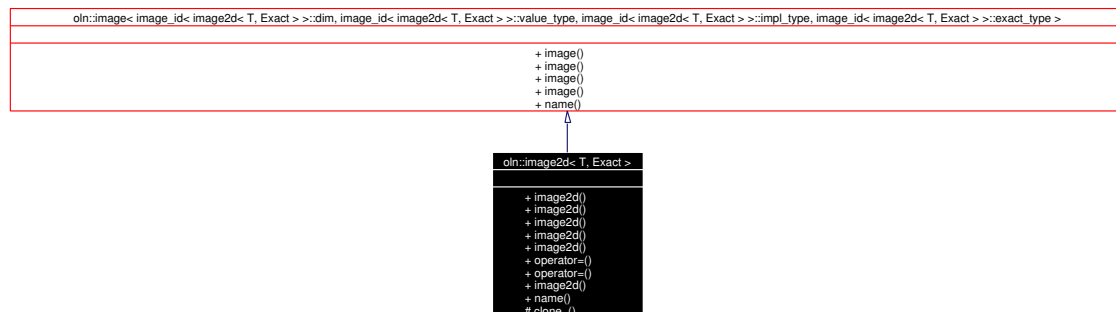 oln::image< image_id< image2d< T, Exact > >::dim, image_id< image2d< T, Exact > >::value_type, image_id< image2d< T, Exact > >::impl_type, image_id< image2d< T, Exact > >::exact_type >
+ image()
+ image()
+ image()
+ image()
+ name()
oln::image2d< T, Exact >
+ image2d()
+ image2d()
+ image2d()
+ image2d()
+ image2d()
+ operator=()
+ operator=()
+ image2d()
+ name()
# clone_()